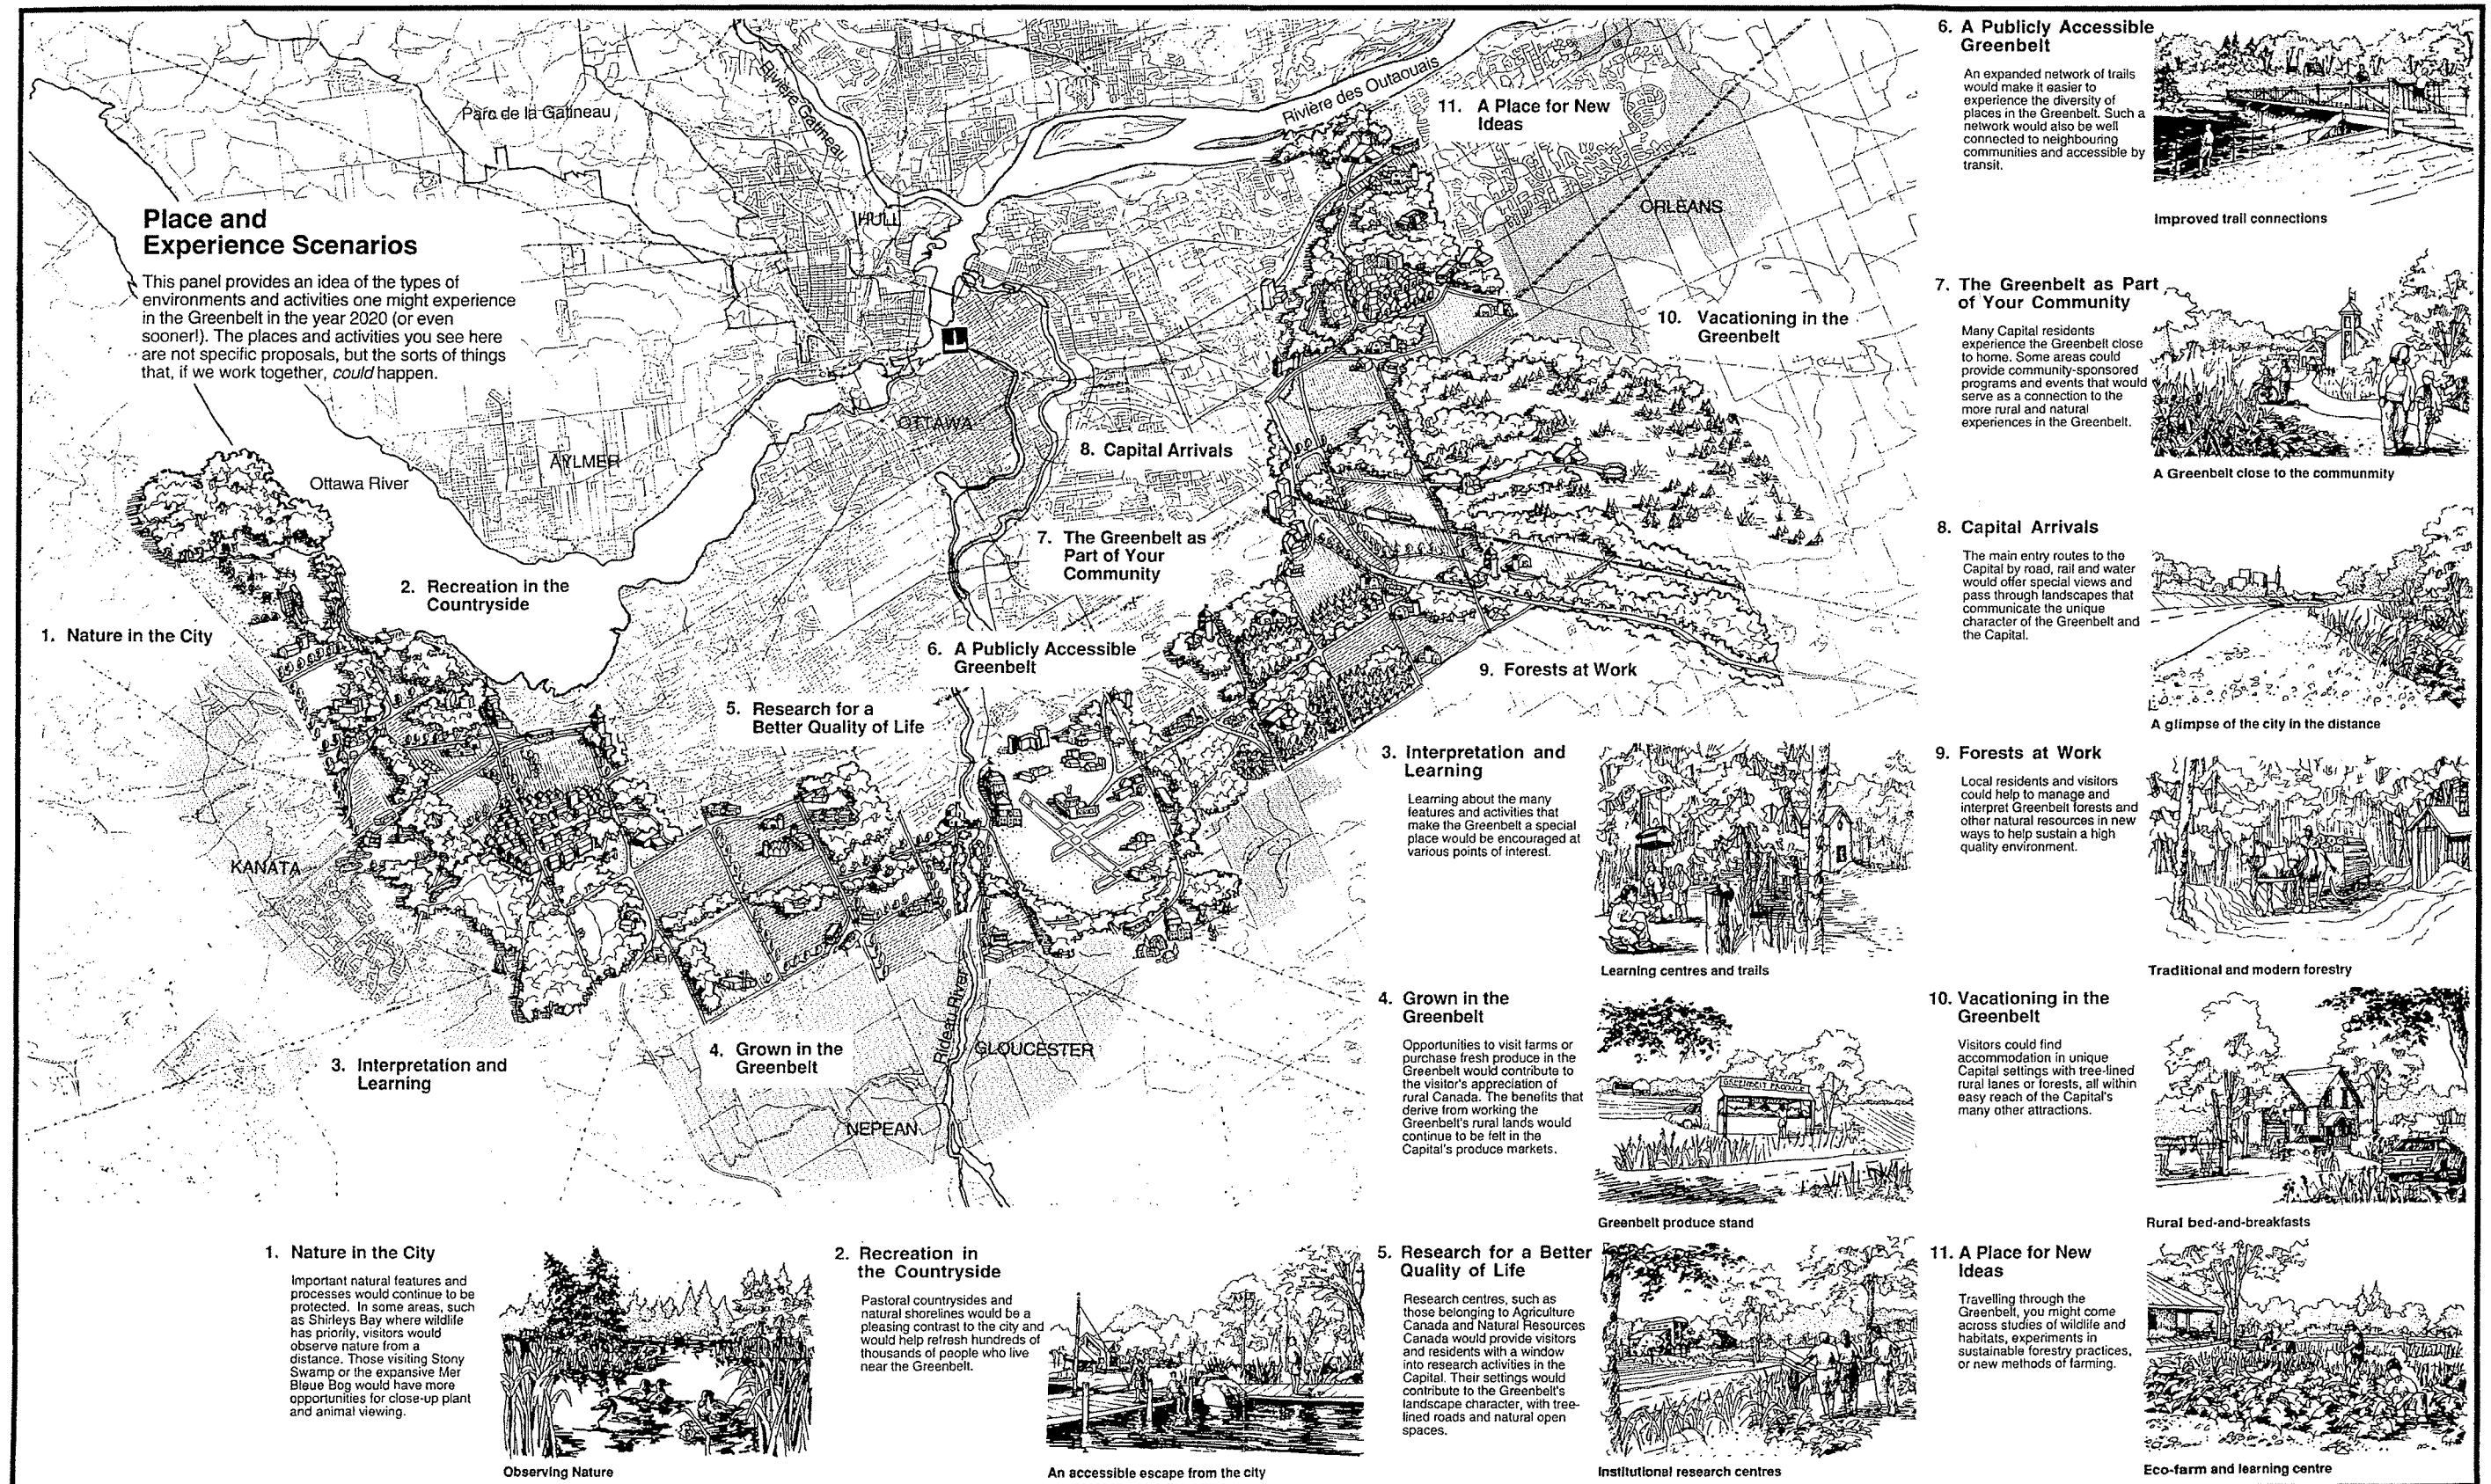 Place and
Experience Scenarios
This panel provides an idea of the types of
environments and activities one might experience
in the Greenbelt in the year 2020 (or even
sooner!). The places and activities you see here
are not specific proposals, but the sorts of things
that, if we work together, could happen.
Parc de la Gatineau
Rivière Gatineau
Rivière des Outaouais
HULL
ORLEANS
OTTAWA
AYLMER
Ottawa River
KANATA
Rideau River
GLOUCESTER
NEPEAN
1. Nature in the City
2. Recreation in the
Countryside
3. Interpretation and
Learning
4. Grown in the
Greenbelt
5. Research for a
Better Quality of Life
6. A Publicly Accessible
Greenbelt
7. The Greenbelt as
Part of Your
Community
8. Capital Arrivals
9. Forests at Work
10. Vacationing in the
Greenbelt
11. A Place for New
Ideas
1. Nature in the City
Important natural features and
processes would continue to be
protected. In some areas, such
as Shirleys Bay where wildlife
has priority, visitors would
observe nature from a
distance. Those visiting Stony
Swamp or the expansive Mer
Bleue Bog would have more
opportunities for close-up plant
and animal viewing.
Observing Nature
2. Recreation in
the Countryside
Pastoral countrysides and
natural shorelines would be a
pleasing contrast to the city and
would help refresh hundreds of
thousands of people who live
near the Greenbelt.
An accessible escape from the city
3. Interpretation and
Learning
Learning about the many
features and activities that
make the Greenbelt a special
place would be encouraged at
various points of interest.
Learning centres and trails
4. Grown in the
Greenbelt
Opportunities to visit farms or
purchase fresh produce in the
Greenbelt would contribute to
the visitor's appreciation of
rural Canada. The benefits that
derive from working the
Greenbelt's rural lands would
continue to be felt in the
Capital's produce markets.
GREENBELT PRODUCE
Greenbelt produce stand
5. Research for a Better
Quality of Life
Research centres, such as
those belonging to Agriculture
Canada and Natural Resources
Canada would provide visitors
and residents with a window
into research activities in the
Capital. Their settings would
contribute to the Greenbelt's
landscape character, with tree-
lined roads and natural open
spaces.
Institutional research centres
6. A Publicly Accessible
Greenbelt
An expanded network of trails
would make it easier to
experience the diversity of
places in the Greenbelt. Such a
network would also be well
connected to neighbouring
communities and accessible by
transit.
Improved trail connections
7. The Greenbelt as Part
of Your Community
Many Capital residents
experience the Greenbelt close
to home. Some areas could
provide community-sponsored
programs and events that would
serve as a connection to the
more rural and natural
experiences in the Greenbelt.
A Greenbelt close to the communmity
8. Capital Arrivals
The main entry routes to the
Capital by road, rail and water
would offer special views and
pass through landscapes that
communicate the unique
character of the Greenbelt and
the Capital.
A glimpse of the city in the distance
9. Forests at Work
Local residents and visitors
could help to manage and
interpret Greenbelt forests and
other natural resources in new
ways to help sustain a high
quality environment.
Traditional and modern forestry
10. Vacationing in the
Greenbelt
Visitors could find
accommodation in unique
Capital settings with tree-lined
rural lanes or forests, all within
easy reach of the Capital's
many other attractions.
Rural bed-and-breakfasts
11. A Place for New
Ideas
Travelling through the
Greenbelt, you might come
across studies of wildlife and
habitats, experiments in
sustainable forestry practices,
or new methods of farming.
Eco-farm and learning centre